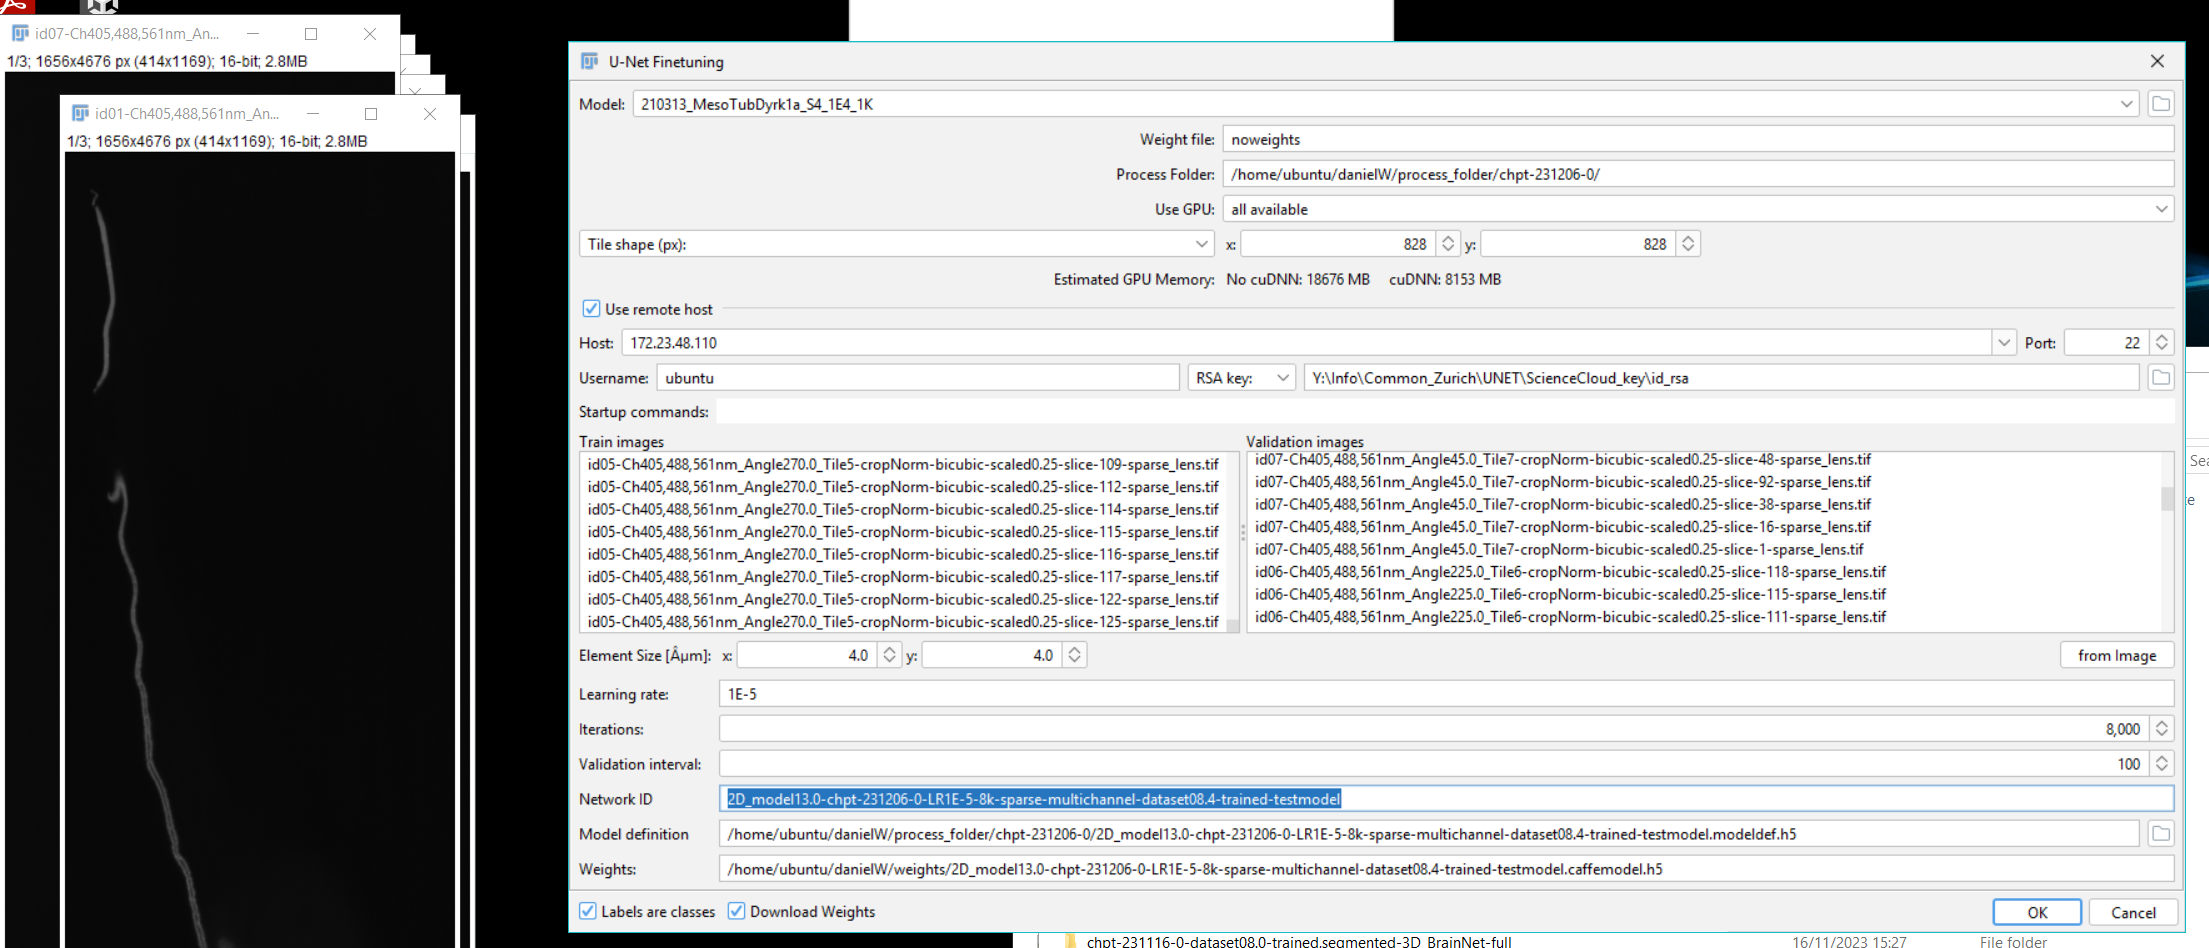 id07-Ch405,488,561nm_An...
1/3; 1656x4676 px (414x1169); 16-bit; 2.8MB
id01-Ch405,488,561nm_An...
1/3; 1656x4676 px (414x1169); 16-bit; 2.8MB
U-Net Finetuning
Model: 210313_MesoTubDyrk1a_S4_1E4_1K
Weight file: noweights
Process Folder: /home/ubuntu/danielW/process_folder/chpt-231206-0/
Use GPU: all available
Tile shape (px): x: 828 y: 828
Estimated GPU Memory: No cuDNN: 18676 MB cuDNN: 8153 MB
Use remote host
Host: 172.23.48.110 Port: 22
Username: ubuntu RSA key: Y:\Info\Common_Zurich\UNET\ScienceCloud_key\id_rsa
Startup commands:
Train images
id05-Ch405,488,561nm_Angle270.0_Tile5-cropNorm-bicubic-scaled0.25-slice-109-sparse_lens.tif
id05-Ch405,488,561nm_Angle270.0_Tile5-cropNorm-bicubic-scaled0.25-slice-112-sparse_lens.tif
id05-Ch405,488,561nm_Angle270.0_Tile5-cropNorm-bicubic-scaled0.25-slice-114-sparse_lens.tif
id05-Ch405,488,561nm_Angle270.0_Tile5-cropNorm-bicubic-scaled0.25-slice-115-sparse_lens.tif
id05-Ch405,488,561nm_Angle270.0_Tile5-cropNorm-bicubic-scaled0.25-slice-116-sparse_lens.tif
id05-Ch405,488,561nm_Angle270.0_Tile5-cropNorm-bicubic-scaled0.25-slice-117-sparse_lens.tif
id05-Ch405,488,561nm_Angle270.0_Tile5-cropNorm-bicubic-scaled0.25-slice-122-sparse_lens.tif
id05-Ch405,488,561nm_Angle270.0_Tile5-cropNorm-bicubic-scaled0.25-slice-125-sparse_lens.tif
Validation images
id07-Ch405,488,561nm_Angle45.0_Tile7-cropNorm-bicubic-scaled0.25-slice-48-sparse_lens.tif
id07-Ch405,488,561nm_Angle45.0_Tile7-cropNorm-bicubic-scaled0.25-slice-92-sparse_lens.tif
id07-Ch405,488,561nm_Angle45.0_Tile7-cropNorm-bicubic-scaled0.25-slice-38-sparse_lens.tif
id07-Ch405,488,561nm_Angle45.0_Tile7-cropNorm-bicubic-scaled0.25-slice-16-sparse_lens.tif
id07-Ch405,488,561nm_Angle45.0_Tile7-cropNorm-bicubic-scaled0.25-slice-1-sparse_lens.tif
id06-Ch405,488,561nm_Angle225.0_Tile6-cropNorm-bicubic-scaled0.25-slice-118-sparse_lens.tif
id06-Ch405,488,561nm_Angle225.0_Tile6-cropNorm-bicubic-scaled0.25-slice-115-sparse_lens.tif
id06-Ch405,488,561nm_Angle225.0_Tile6-cropNorm-bicubic-scaled0.25-slice-111-sparse_lens.tif
Element Size [Âµm]: x: 4.0 y: 4.0 from Image
Learning rate: 1E-5
Iterations: 8,000
Validation interval: 100
Network ID 2D_model13.0-chpt-231206-0-LR1E-5-8k-sparse-multichannel-dataset08.4-trained-testmodel
Model definition /home/ubuntu/danielW/process_folder/chpt-231206-0/2D_model13.0-chpt-231206-0-LR1E-5-8k-sparse-multichannel-dataset08.4-trained-testmodel.modeldef.h5
Weights: /home/ubuntu/danielW/weights/2D_model13.0-chpt-231206-0-LR1E-5-8k-sparse-multichannel-dataset08.4-trained-testmodel.caffemodel.h5
Labels are classes Download Weights OK Cancel
chpt-231116-0-dataset08.0-trained.segmented-3D_BrainNet-full 16/11/2023 15:27 File folder
Sea
te